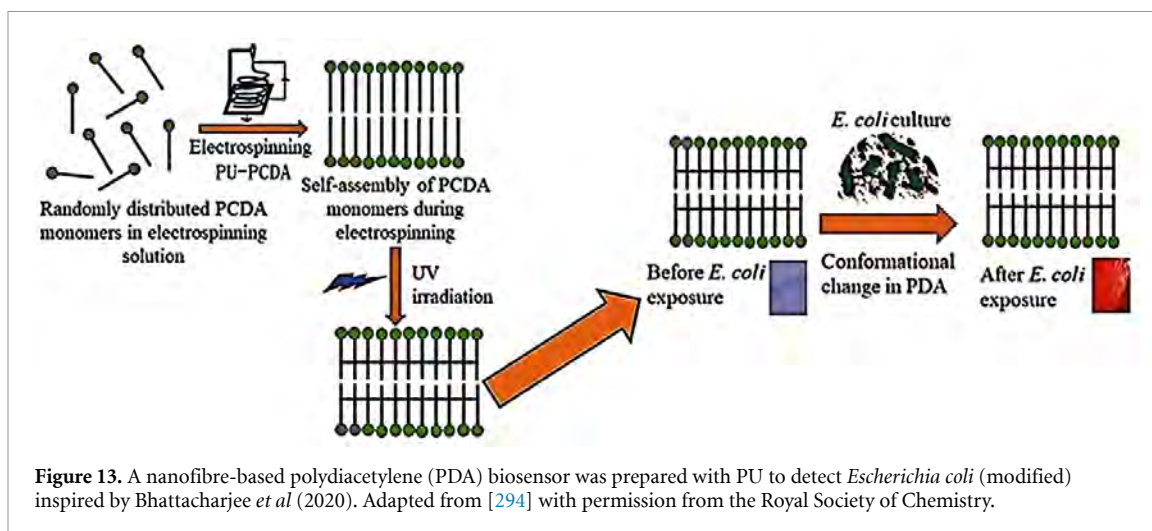 Electrospinning
PU-PCDA
Randomly distributed PCDA
monomers in electrospinning
solution
Self-assembly of PCDA
monomers during
electrospinning
UV
irradiation
Before E. coli
exposure
E. coli culture
Conformational
change in PDA
After E. coli
exposure
Figure 13. A nanofibre-based polydiacetylene (PDA) biosensor was prepared with PU to detect Escherichia coli (modified)
inspired by Bhattacharjee et al (2020). Adapted from [294] with permission from the Royal Society of Chemistry.